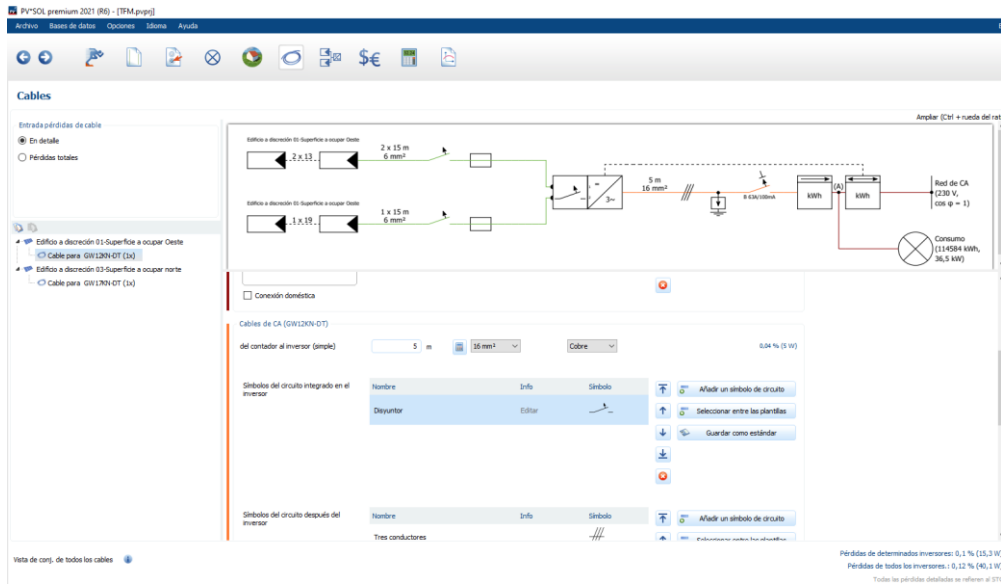 PV*SOL premium 2021 (R6) - [TFM.pvprj]
Archivo Bases de datos Opciones Idioma Ayuda
$€
Cables
Ampliar (Ctrl + rueda del rat
Entrada pérdidas de cable
En detalle
Pérdidas totales
Edificio a discreción 01-Superficie a ocupar Oeste
2 x 13
2 x 15 m
6 mm²
Edificio a discreción 01-Superficie a ocupar Oeste
1 x 19
1 x 15 m
6 mm²
3~
5 m
16 mm²
B 63A/100mA
kWh
(A)
kWh
Red de CA
(230 V,
cos φ = 1)
Consumo
(114584 kWh,
36,5 kW)
Edificio a discreción 01-Superficie a ocupar Oeste
Cable para GW12KN-DT (1x)
Edificio a discreción 03-Superficie a ocupar norte
Cable para GW17KN-DT (1x)
Conexión doméstica
Cables de CA (GW12KN-DT)
del contador al inversor (simple) 5 m 16 mm² Cobre 0,04 % (5 W)
Símbolos del circuito integrado en el
inversor
Nombre Info Símbolo
Disyuntor Editar
Añadir un símbolo de circuito
Seleccionar entre las plantillas
Guardar como estándar
Símbolos del circuito después del
inversor
Nombre Info Símbolo
Tres conductores
Añadir un símbolo de circuito
Seleccionar entre las plantillas
Vista de conj. de todos los cables
Pérdidas de determinados inversores: 0,1 % (15,3 W)
Pérdidas de todos los inversores.: 0,12 % (40,1 W)
Todas las pérdidas detalladas se refieren al STC